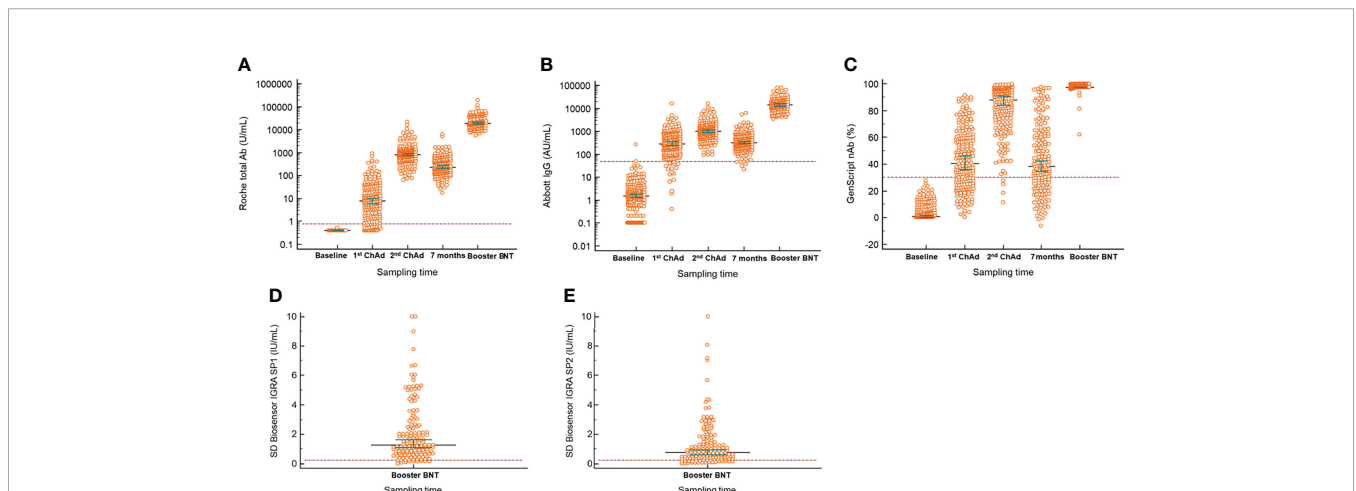 A
Roche total Ab (U/mL)
1000000
100000
10000
1000
100
10
1
0.1
Baseline 1st ChAd 2nd ChAd 7 months Booster BNT
Sampling time
B
Abbott IgG (AU/mL)
100000
10000
1000
100
50
10
1
0.1
0.01
Baseline 1st ChAd 2nd ChAd 7 months Booster BNT
Sampling time
C
GenScript nAb (%)
100
80
60
40
20
0
-20
Baseline 1st ChAd 2nd ChAd 7 months Booster BNT
Sampling time
D
SD Biosensor IGRA SP1 (IU/mL)
10
8
6
4
2
0
Booster BNT
Sampling time
E
SD Biosensor IGRA SP2 (IU/mL)
10
8
6
4
2
0
Booster BNT
Sampling time